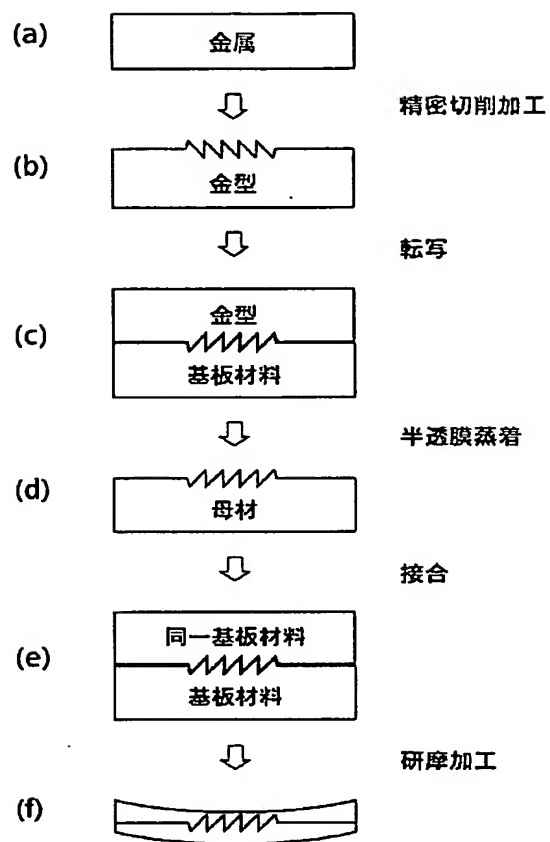 (a)
金属
精密切削加工
(b)
金型
転写
(c)
金型
基板材料
半透膜蒸着
(d)
母材
接合
(e)
同一基板材料
基板材料
研摩加工
(f)